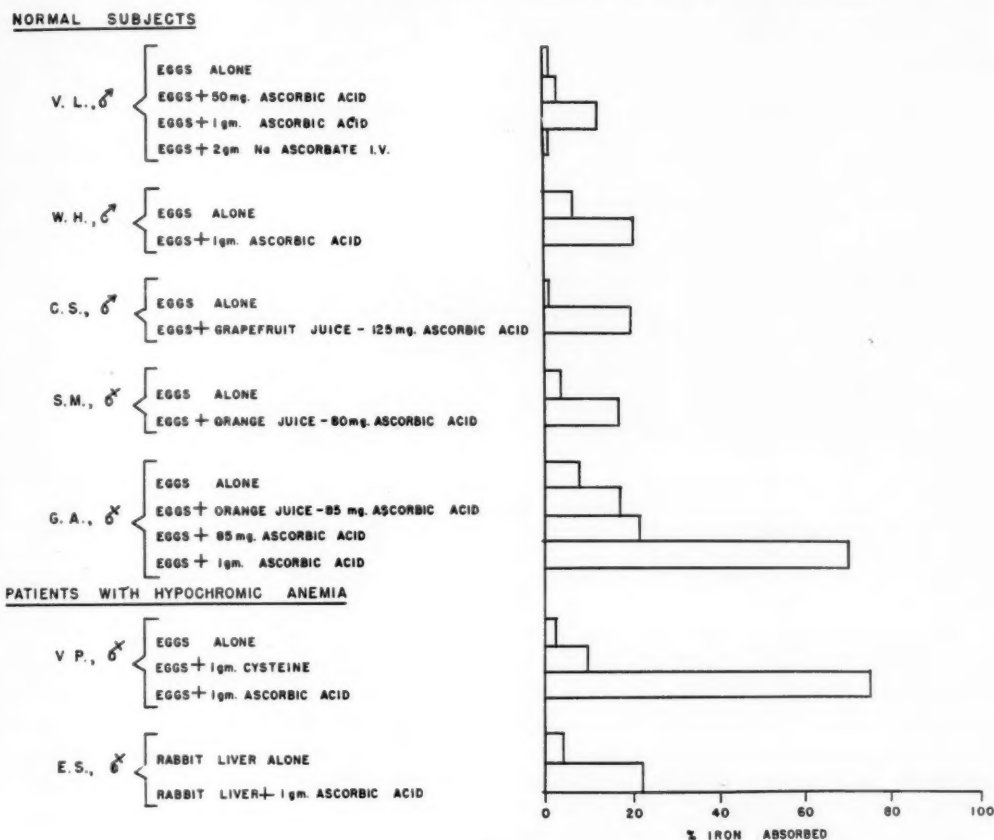 NORMAL SUBJECTS
V. L., ♂
EGGS ALONE
EGGS + 50 mg. ASCORBIC ACID
EGGS + 1 gm. ASCORBIC ACID
EGGS + 2 gm Na ASCORBATE I.V.
W. H., ♂
EGGS ALONE
EGGS + 1 gm. ASCORBIC ACID
C. S., ♂
EGGS ALONE
EGGS + GRAPEFRUIT JUICE - 125 mg. ASCORBIC ACID
S. M.,
EGGS ALONE
EGGS + ORANGE JUICE - 80 mg. ASCORBIC ACID
G. A.,
EGGS ALONE
EGGS + ORANGE JUICE - 85 mg. ASCORBIC ACID
EGGS + 85 mg. ASCORBIC ACID
EGGS + 1 gm. ASCORBIC ACID
PATIENTS WITH HYPOCHROMIC ANEMIA
V P.,
EGGS ALONE
EGGS + 1 gm. CYSTEINE
EGGS + 1 gm. ASCORBIC ACID
E. S.,
RABBIT LIVER ALONE
RABBIT LIVER + 1 gm. ASCORBIC ACID
0 20 40 60 80 100
% IRON ABSORBED